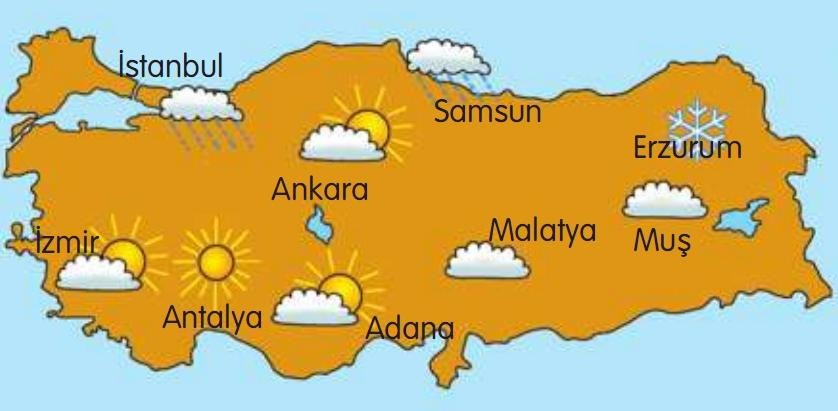 İstanbul
Samsun
Erzurum
Ankara
Malatya
Muş
İzmir
Antalya
Adana